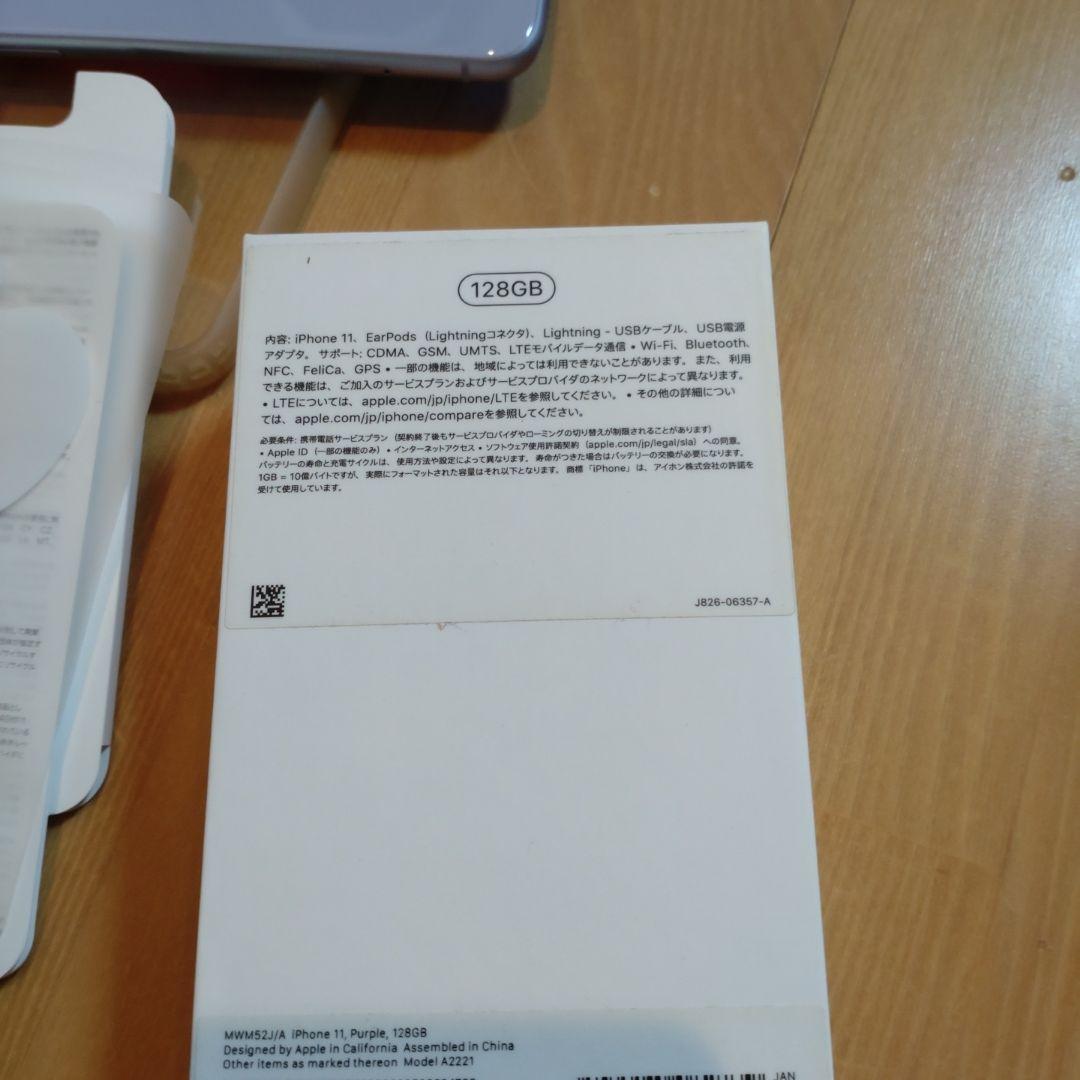 128GB
内容: iPhone 11、EarPods（Lightningコネクタ）、Lightning - USBケーブル、USB電源
アダプタ。サポート: CDMA、GSM、UMTS、LTEモバイルデータ通信 • Wi-Fi、Bluetooth、
NFC、FeliCa、GPS • 一部の機能は、地域によっては利用できないことがあります。また、利用
できる機能は、ご加入のサービスプランおよびサービスプロバイダのネットワークによって異なります。
• LTEについては、apple.com/jp/iphone/LTEを参照してください。 • その他の詳細につい
ては、apple.com/jp/iphone/compareを参照してください。
必要条件: 携帯電話サービスプラン（契約終了後もサービスプロバイダやローミングの切り替えが制限されることがあります）
• Apple ID（一部の機能のみ） • インターネットアクセス • ソフトウェア使用許諾契約（apple.com/jp/legal/sla）への同意。
バッテリーの寿命と充電サイクルは、使用方法や設定によって異なります。寿命がつきた場合はバッテリーの交換が必要になります。
1GB = 10億バイトですが、実際にフォーマットされた容量はそれ以下となります。商標「iPhone」は、アイホン株式会社の許諾を
受けて使用しています。
J826-06357-A
MWM52J/A iPhone 11, Purple, 128GB
Designed by Apple in California Assembled in China
Other items as marked thereon Model A2221
JAN